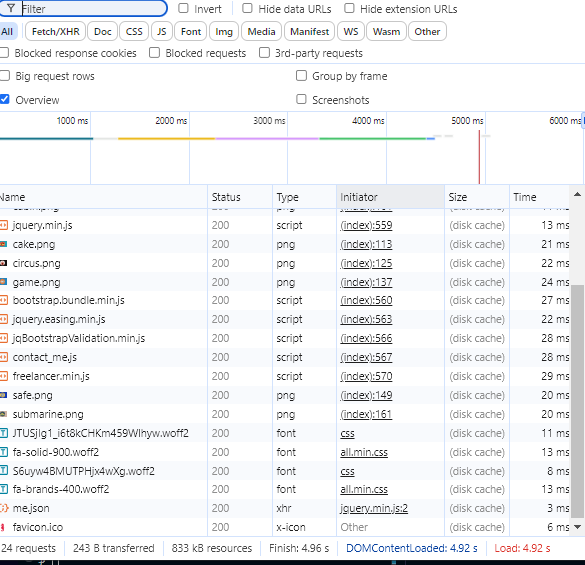 Filter Invert Hide data URLs Hide extension URLs
All Fetch/XHR Doc CSS JS Font Img Media Manifest WS Wasm Other
Blocked response cookies Blocked requests 3rd-party requests
Big request rows Group by frame
Overview Screenshots
1000 ms 2000 ms 3000 ms 4000 ms 5000 ms 6000 ms
Name Status Type Initiator Size Time
jquery.min.js 200 script (index):559 (disk cache) 13 ms
cake.png 200 png (index):113 (disk cache) 21 ms
circus.png 200 png (index):125 (disk cache) 22 ms
game.png 200 png (index):137 (disk cache) 24 ms
bootstrap.bundle.min.js 200 script (index):560 (disk cache) 27 ms
jquery.easing.min.js 200 script (index):563 (disk cache) 22 ms
jqBootstrapValidation.min.js 200 script (index):566 (disk cache) 28 ms
contact_me.js 200 script (index):567 (disk cache) 28 ms
freelancer.min.js 200 script (index):570 (disk cache) 29 ms
safe.png 200 png (index):149 (disk cache) 20 ms
submarine.png 200 png (index):161 (disk cache) 20 ms
JTUSjIg1_i6t8kCHKm459Wlhyw.woff2 200 font css (disk cache) 11 ms
fa-solid-900.woff2 200 font all.min.css (disk cache) 13 ms
S6uyw4BMUTPHjx4wXg.woff2 200 font css (disk cache) 8 ms
fa-brands-400.woff2 200 font all.min.css (disk cache) 13 ms
me.json 200 xhr jquery.min.js:2 (disk cache) 3 ms
favicon.ico 200 x-icon Other (disk cache) 6 ms
24 requests 243 B transferred 833 kB resources Finish: 4.96 s DOMContentLoaded: 4.92 s Load: 4.92 s